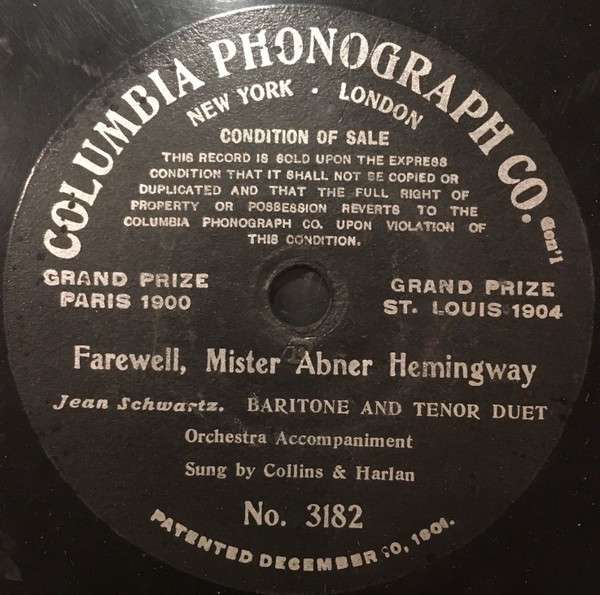 COLUMBIA PHONOGRAPH CO. Gen'l
NEW YORK · LONDON
CONDITION OF SALE
THIS RECORD IS SOLD UPON THE EXPRESS
CONDITION THAT IT SHALL NOT BE COPIED OR
DUPLICATED AND THAT THE FULL RIGHT OF
PROPERTY OR POSSESSION REVERTS TO THE
COLUMBIA PHONOGRAPH CO. UPON VIOLATION OF
THIS CONDITION.
GRAND PRIZE
PARIS 1900
GRAND PRIZE
ST. LOUIS 1904
Farewell, Mister Abner Hemingway
Jean Schwartz. BARITONE AND TENOR DUET
Orchestra Accompaniment
Sung by Collins & Harlan
No. 3182
PATENTED DECEMBER 10, 1901.